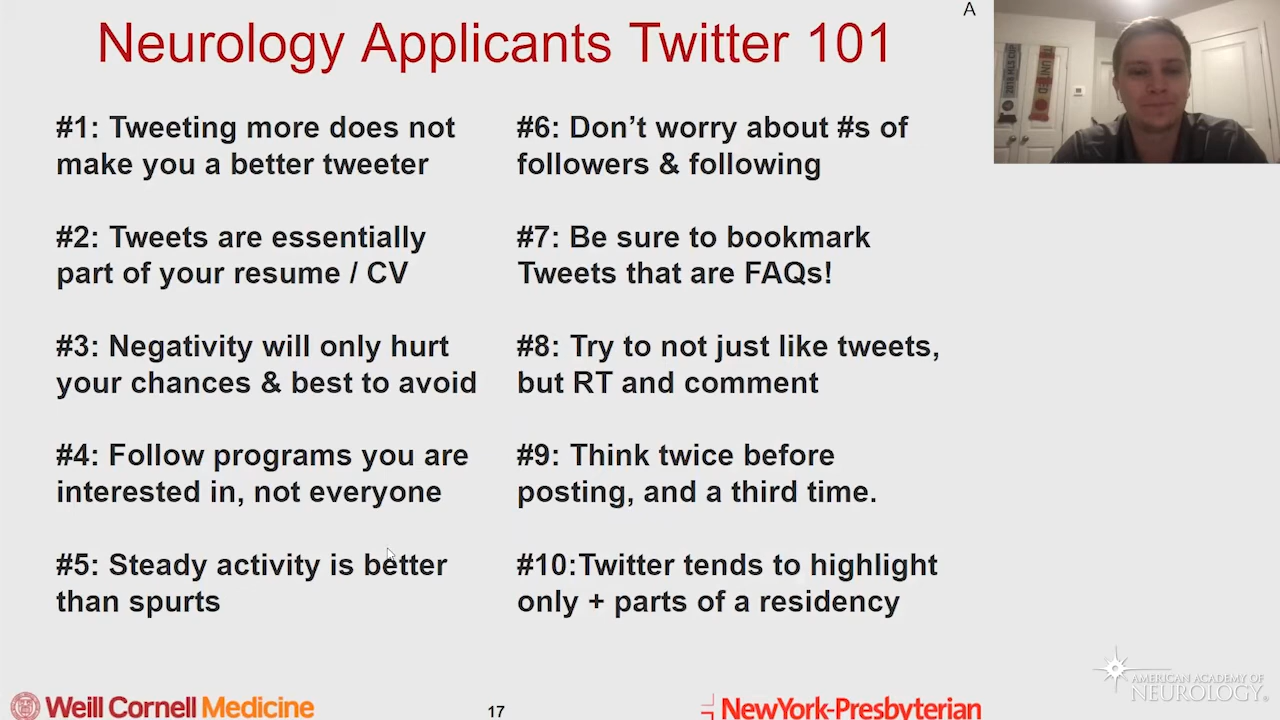 A
Neurology Applicants Twitter 101
#1: Tweeting more does not
make you a better tweeter
#2: Tweets are essentially
part of your resume / CV
#3: Negativity will only hurt
your chances & best to avoid
#4: Follow programs you are
interested in, not everyone
#5: Steady activity is better
than spurts
#6: Don't worry about #s of
followers & following
#7: Be sure to bookmark
Tweets that are FAQs!
#8: Try to not just like tweets,
but RT and comment
#9: Think twice before
posting, and a third time.
#10:Twitter tends to highlight
only + parts of a residency
2018 MLS CUP
UNITED
Weill Cornell Medicine
17
NewYork-Presbyterian
AMERICAN ACADEMY OF
NEUROLOGY®